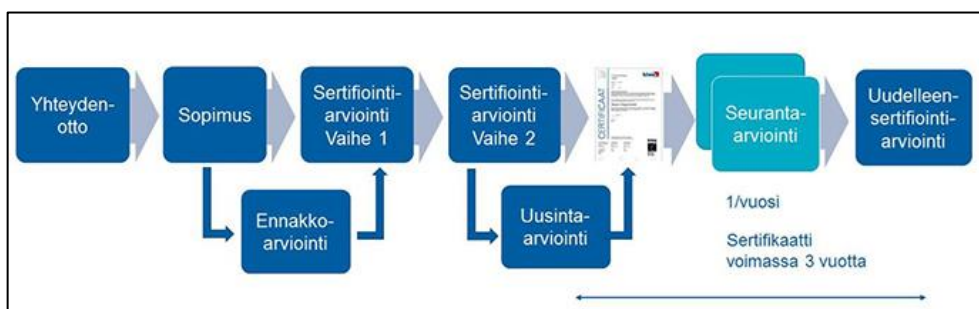 Yhteyden-
otto
Sopimus
Sertifiointi-
arviointi
Vaihe 1
Sertifiointi-
arviointi
Vaihe 2
CERTIFICAAT
Seuranta-
arviointi
Uudelleen-
sertifiointi-
arviointi
Ennakko-
arviointi
Uusinta-
arviointi
1/vuosi
Sertifikaatti
voimassa 3 vuotta